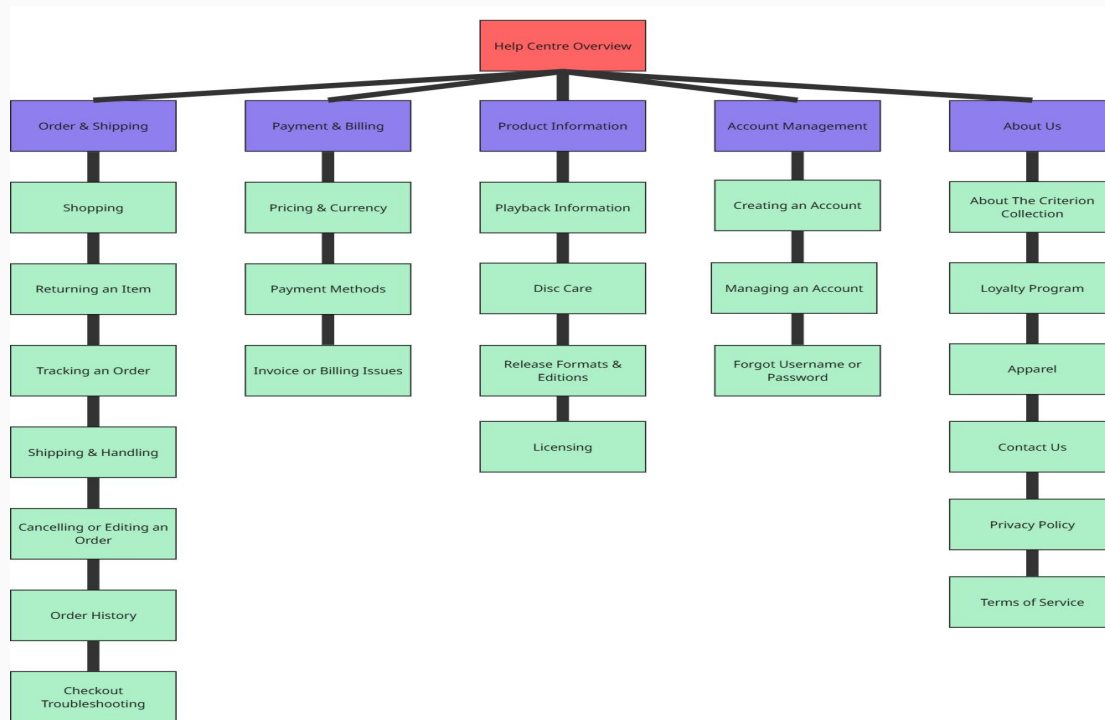 Help Centre Overview
Order & Shipping
Payment & Billing
Product Information
Account Management
About Us
Shopping
Pricing & Currency
Playback Information
Creating an Account
About The Criterion
Collection
Returning an Item
Payment Methods
Disc Care
Managing an Account
Loyalty Program
Tracking an Order
Invoice or Billing Issues
Release Formats &
Editions
Forgot Username or
Password
Apparel
Shipping & Handling
Licensing
Contact Us
Cancelling or Editing an
Order
Privacy Policy
Order History
Terms of Service
Checkout
Troubleshooting